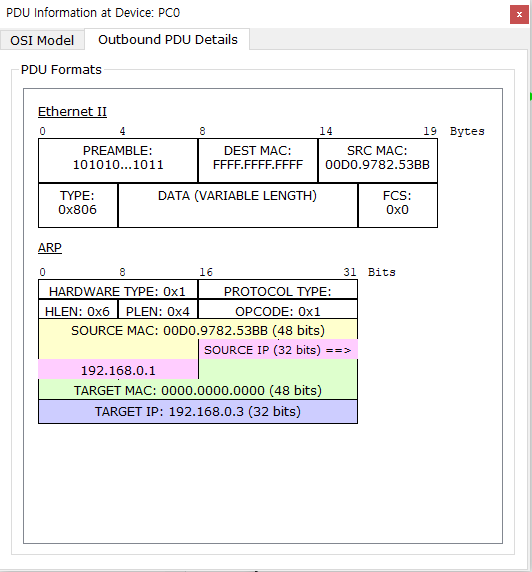 PDU Information at Device: PC0
x
OSI Model Outbound PDU Details
PDU Formats
Ethernet II
0 4 8 14 19 Bytes
PREAMBLE: DEST MAC: SRC MAC:
101010...1011 FFFF.FFFF.FFFF 00D0.9782.53BB
TYPE: DATA (VARIABLE LENGTH) FCS:
0x806 0x0
ARP
0 8 16 31 Bits
HARDWARE TYPE: 0x1 PROTOCOL TYPE:
HLEN: 0x6 PLEN: 0x4 OPCODE: 0x1
SOURCE MAC: 00D0.9782.53BB (48 bits)
SOURCE IP (32 bits) ==>
192.168.0.1
TARGET MAC: 0000.0000.0000 (48 bits)
TARGET IP: 192.168.0.3 (32 bits)